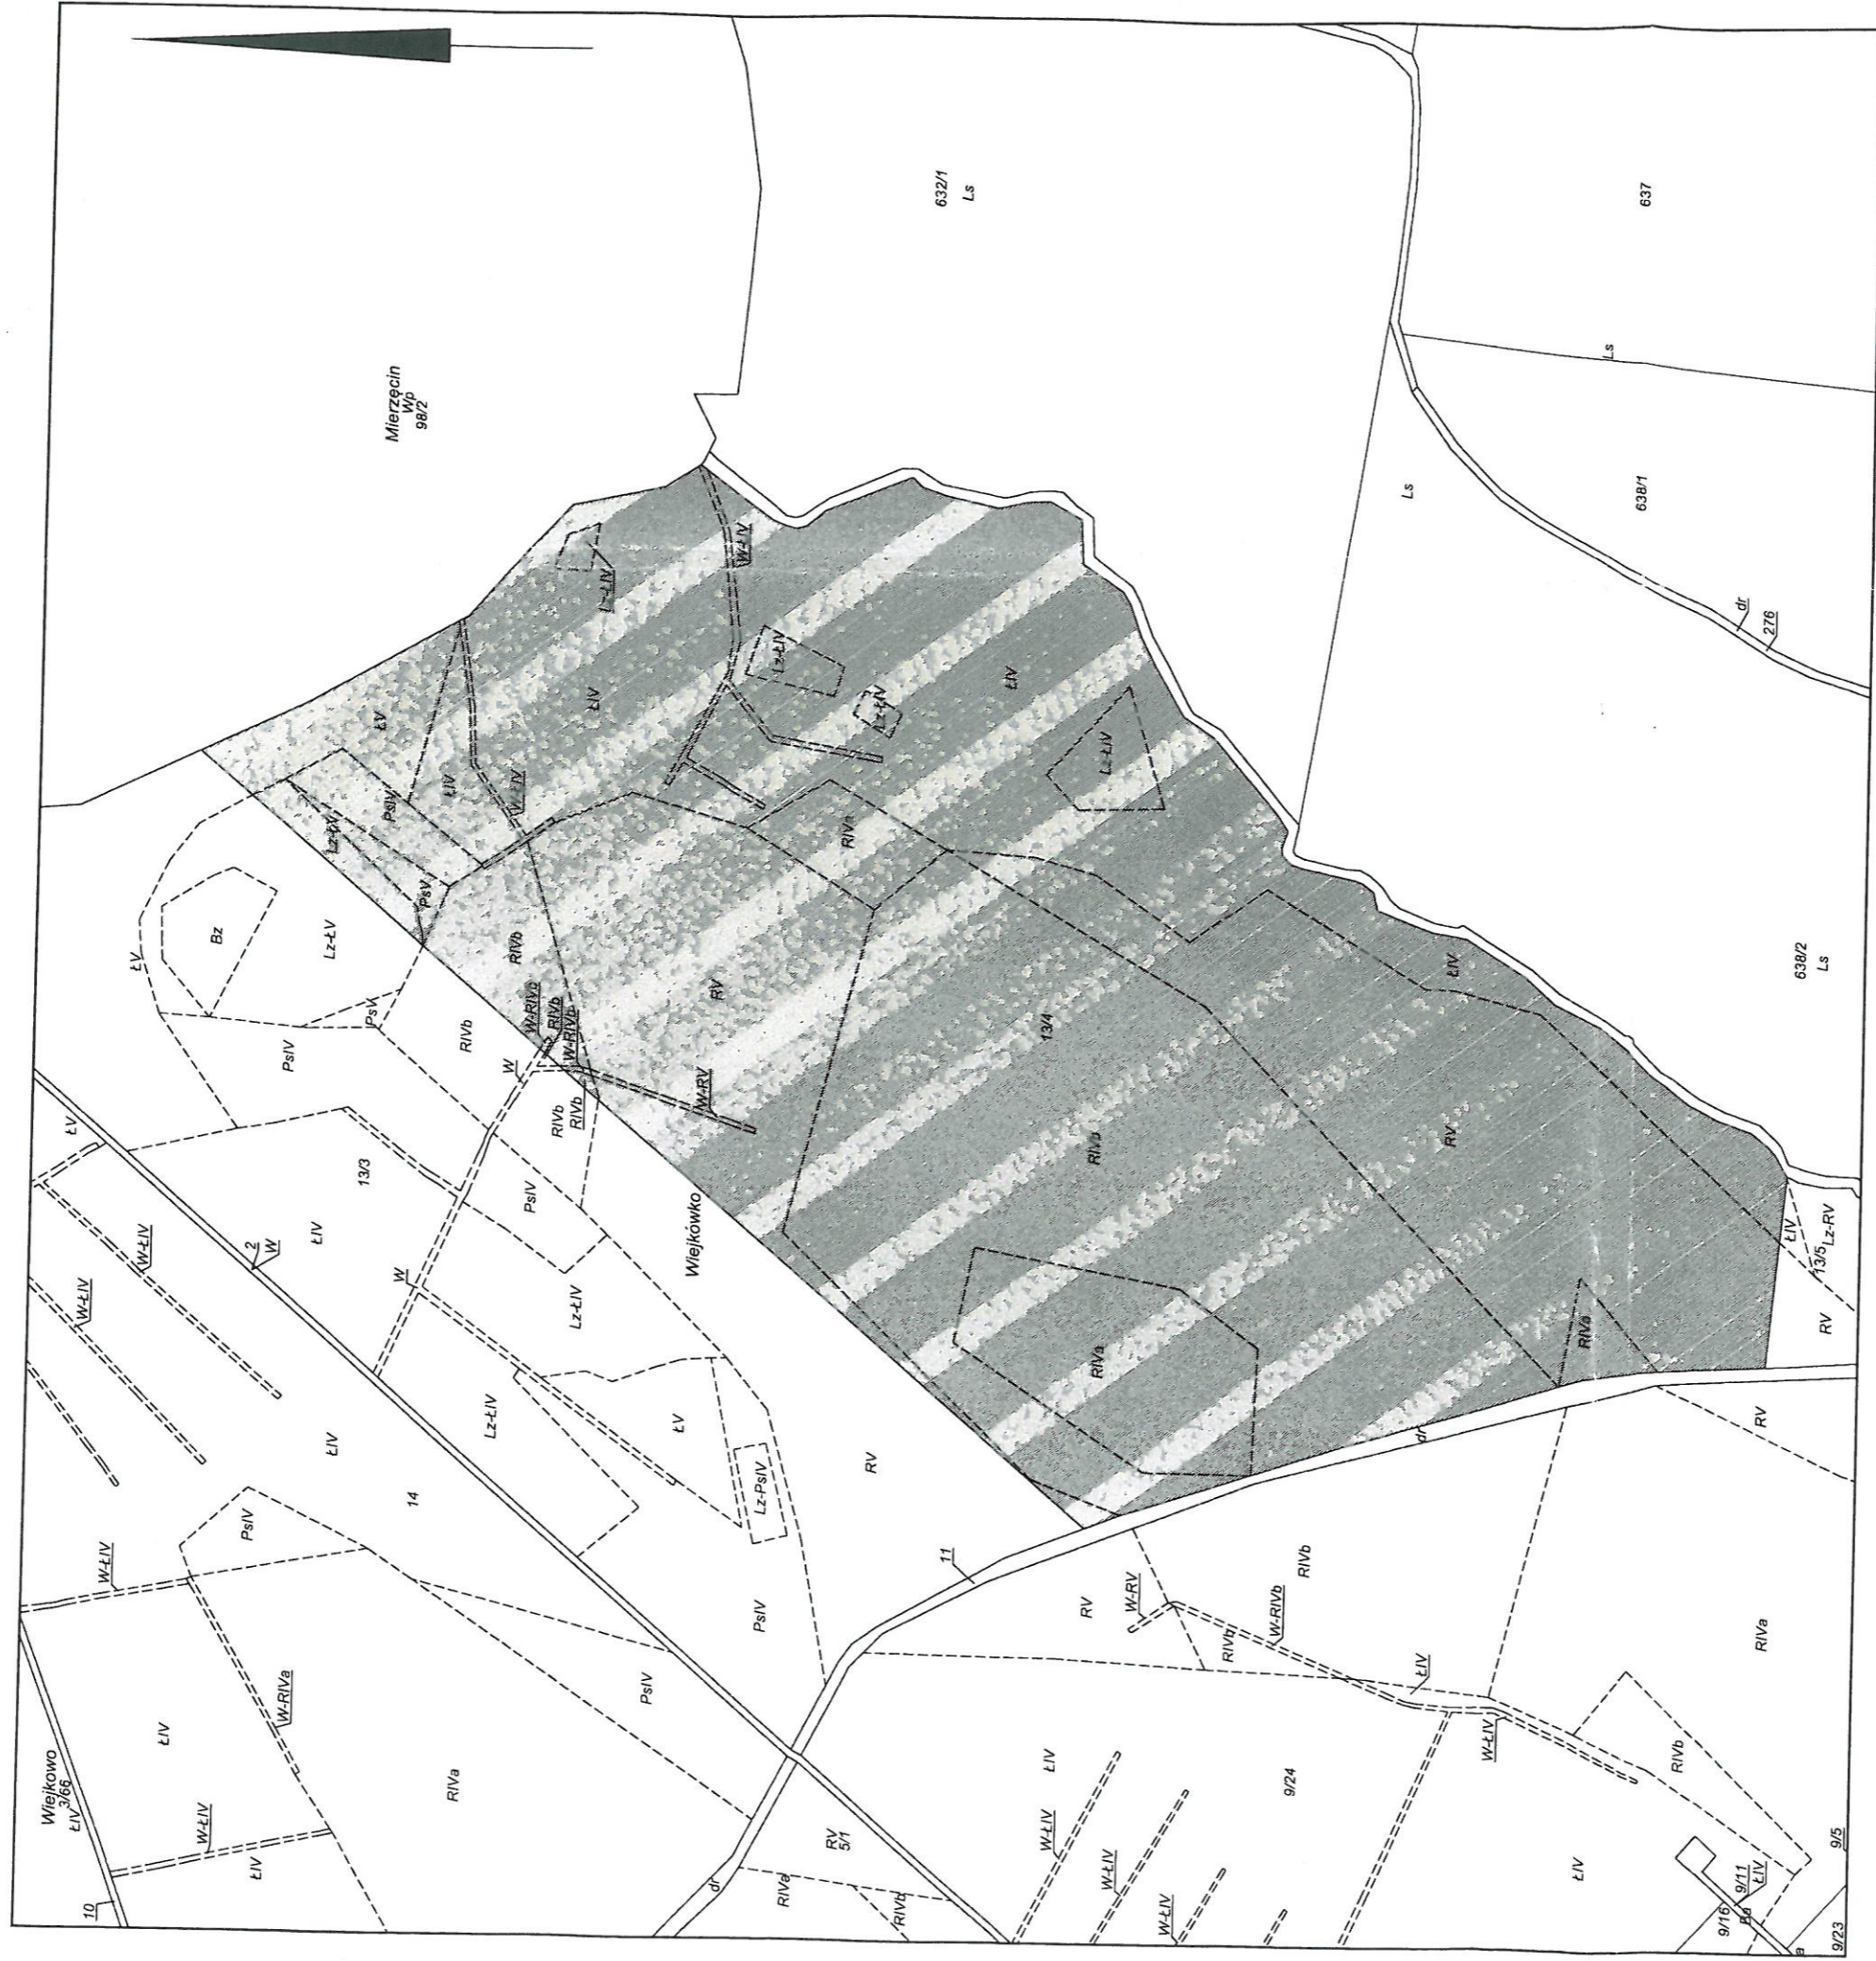 Mierzęcin
Wp
98/2
632/1
Ls
637
Ls
638/1
Ls
dr
276
638/2
Ls
W-ŁIV
Lz-ŁIV
Lz-ŁIV
ŁIV
ŁV
ŁIV
W-ŁIV
PsIV
Lz-ŁV
PsV
Lz-ŁIV
ŁIV
Lz-ŁIV
RIVa
RIVb
RV
W-RIVb
RIVb
W-RIVb
W-RV
13/4
ŁIV
RIVb
RV
RIVa
RIVa
ŁIV
13/5
Lz-RV
RV
ŁV
Bz
Lz-ŁV
PsV
PsIV
RIVb
W
RIVb
RIVb
PsIV
Wiejkówko
ŁV
13/3
ŁIV
2
W
W
W-ŁIV
W-ŁIV
Lz-ŁIV
Lz-ŁIV
ŁV
Lz-PsIV
RV
ŁIV
14
PsIV
W-ŁIV
PsIV
PsIV
11
dr
RV
RV
W-RV
RIVb
W-RIVb
RIVb
RIVa
ŁIV
W-ŁIV
RIVb
W-RIVa
ŁIV
RIVa
Wiejkowo
3/66
ŁIV
W-ŁIV
ŁIV
10
dr
RV
5/1
RIVa
RIVb
ŁIV
W-ŁIV
W-ŁIV
W-ŁIV
9/24
ŁIV
9/11
ŁIV
9/16
Ba
9/5
9/23
a